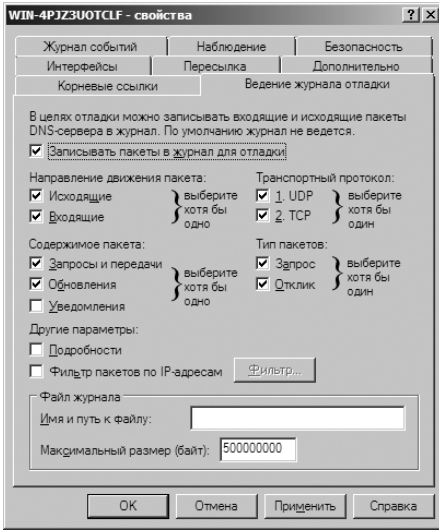 WIN-4PJZ3UOTCLF - свойства
Журнал событий Наблюдение Безопасность
Интерфейсы Пересылка Дополнительно
Корневые ссылки Ведение журнала отладки
В целях отладки можно записывать входящие и исходящие пакеты
DNS-сервера в журнал. По умолчанию журнал не ведется.
Записывать пакеты в журнал для отладки
Направление движения пакета: Транспортный протокол:
Исходящие выберите 1. UDP выберите
хотя бы хотя бы
Входящие одно 2. TCP один
Содержимое пакета: Тип пакетов:
Запросы и передачи выберите Запрос выберите
Обновления хотя бы Отклик хотя бы
Уведомления одно один
Другие параметры:
Подробности
Фильтр пакетов по IP-адресам Фильтр...
Файл журнала
Имя и путь к файлу:
Максимальный размер (байт): 500000000
OK Отмена Применить Справка